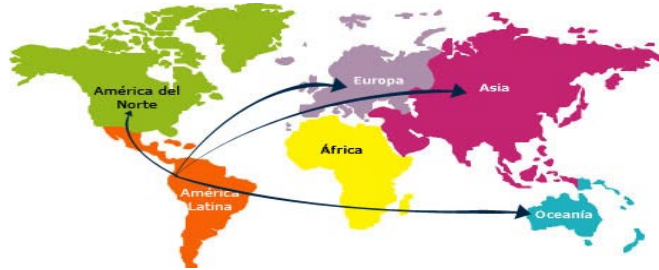 América del
Norte
Europa
Asia
África
América
Latina
Oceanía